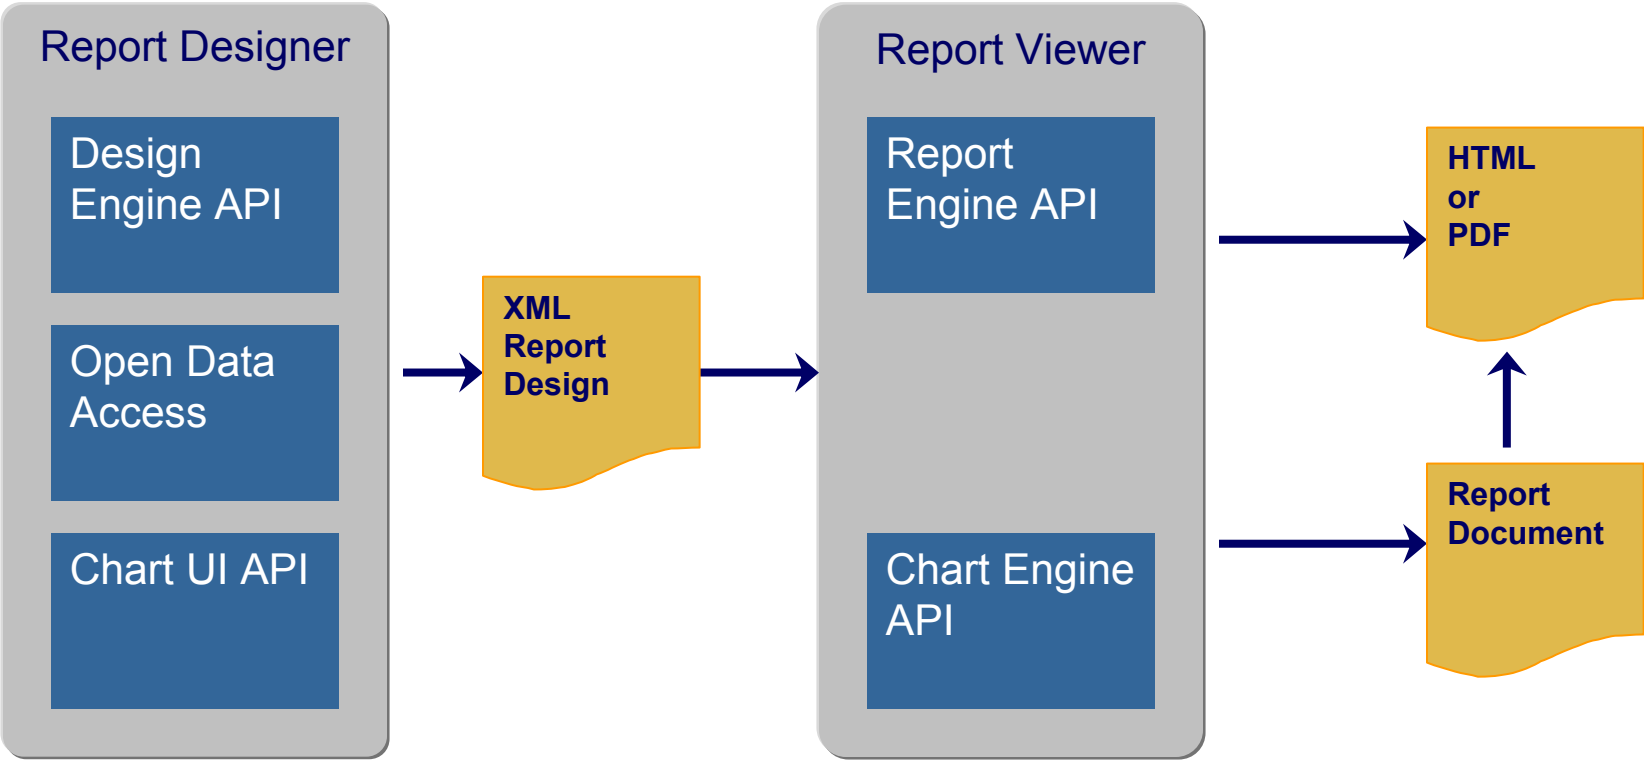 Report Designer
Design
Engine API
Open Data
Access
Chart UI API
XML
Report
Design
Report Viewer
Report
Engine API
Chart Engine
API
HTML
or
PDF
Report
Document